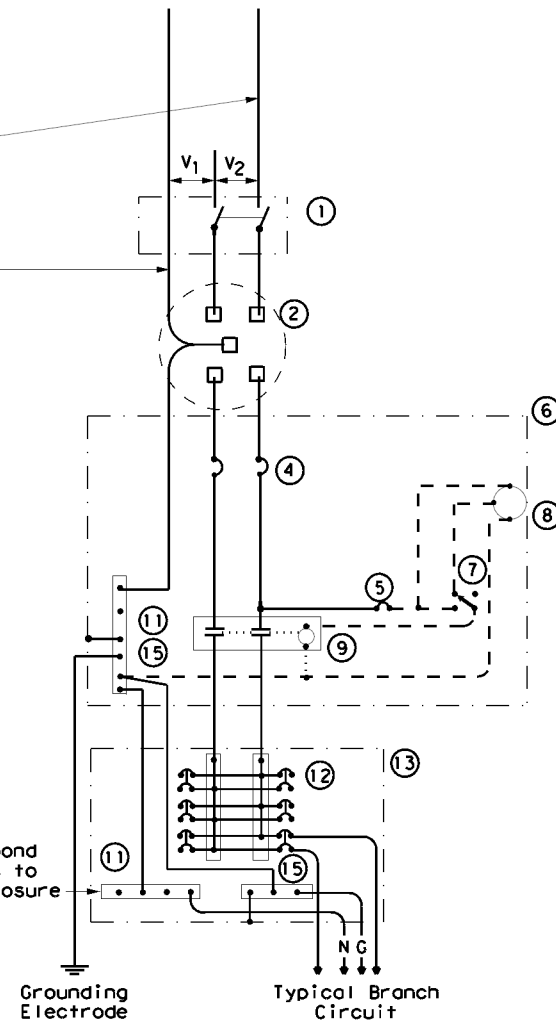 V1
V2
1
2
6
4
8
7
5
11
15
9
13
12
ond
11
to
15
osure
N G
Grounding
Electrode
Typical Branch
Circuit